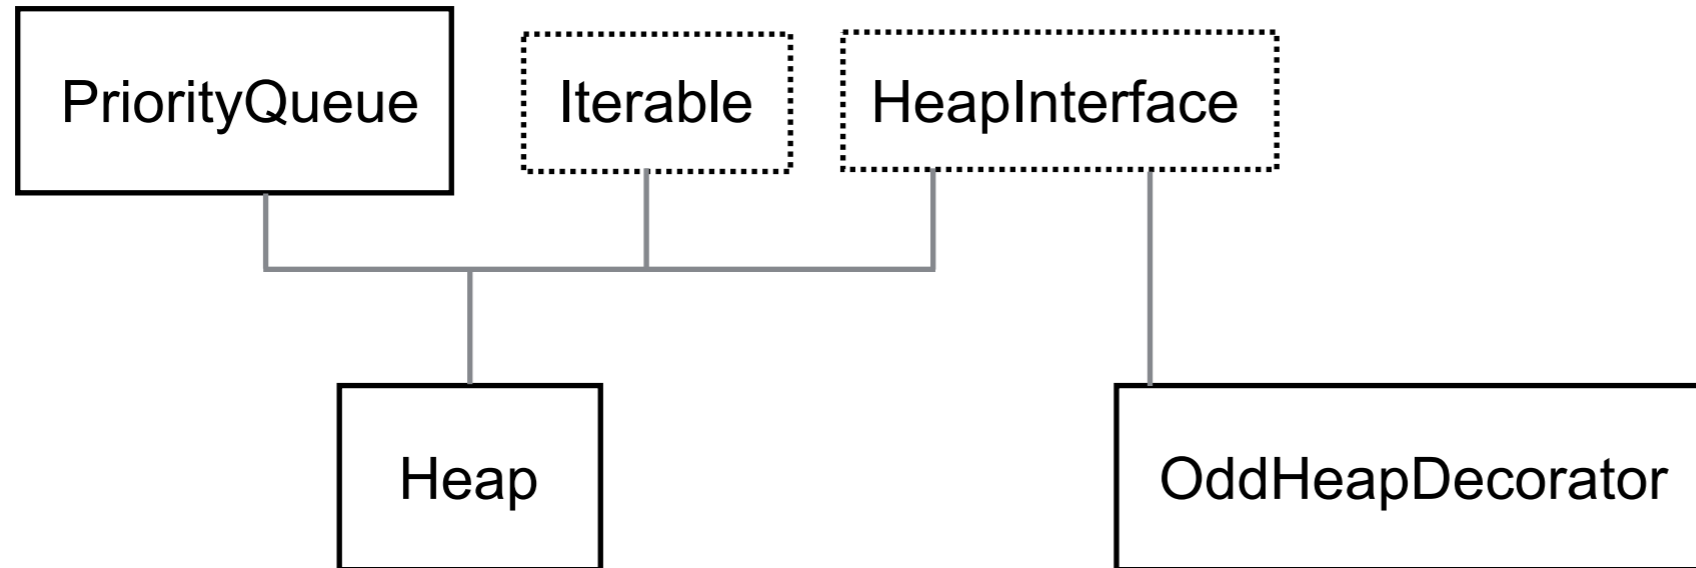 PriorityQueue
Iterable
HeapInterface
Heap
OddHeapDecorator